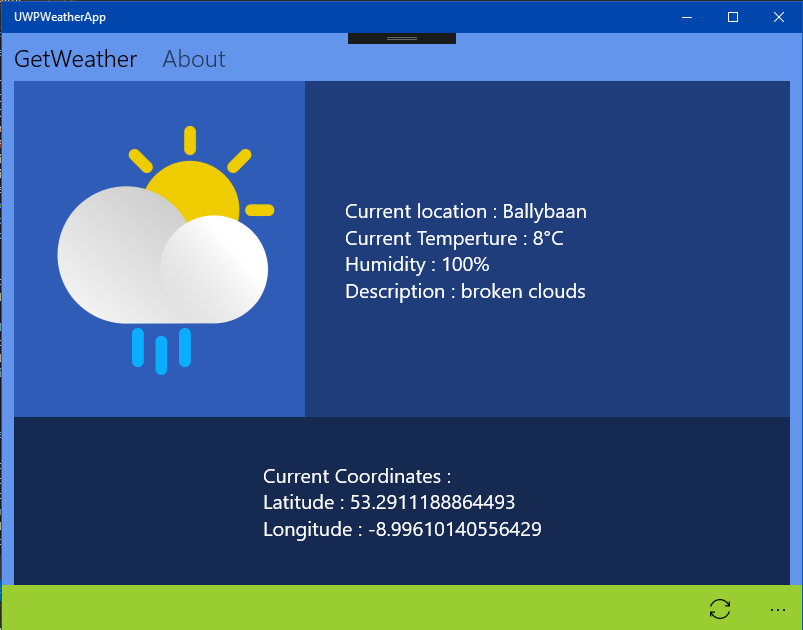 UWPWeatherApp
GetWeather About
Current location : Ballybaan
Current Temperture : 8°C
Humidity : 100%
Description : broken clouds
Current Coordinates :
Latitude : 53.2911188864493
Longitude : -8.99610140556429